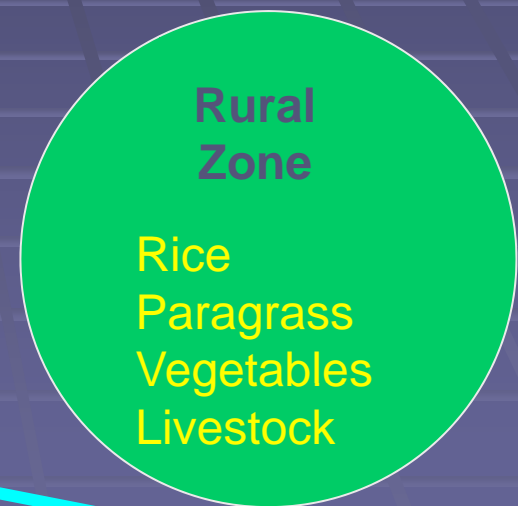 Rural
Zone
Rice
Paragrass
Vegetables
Livestock